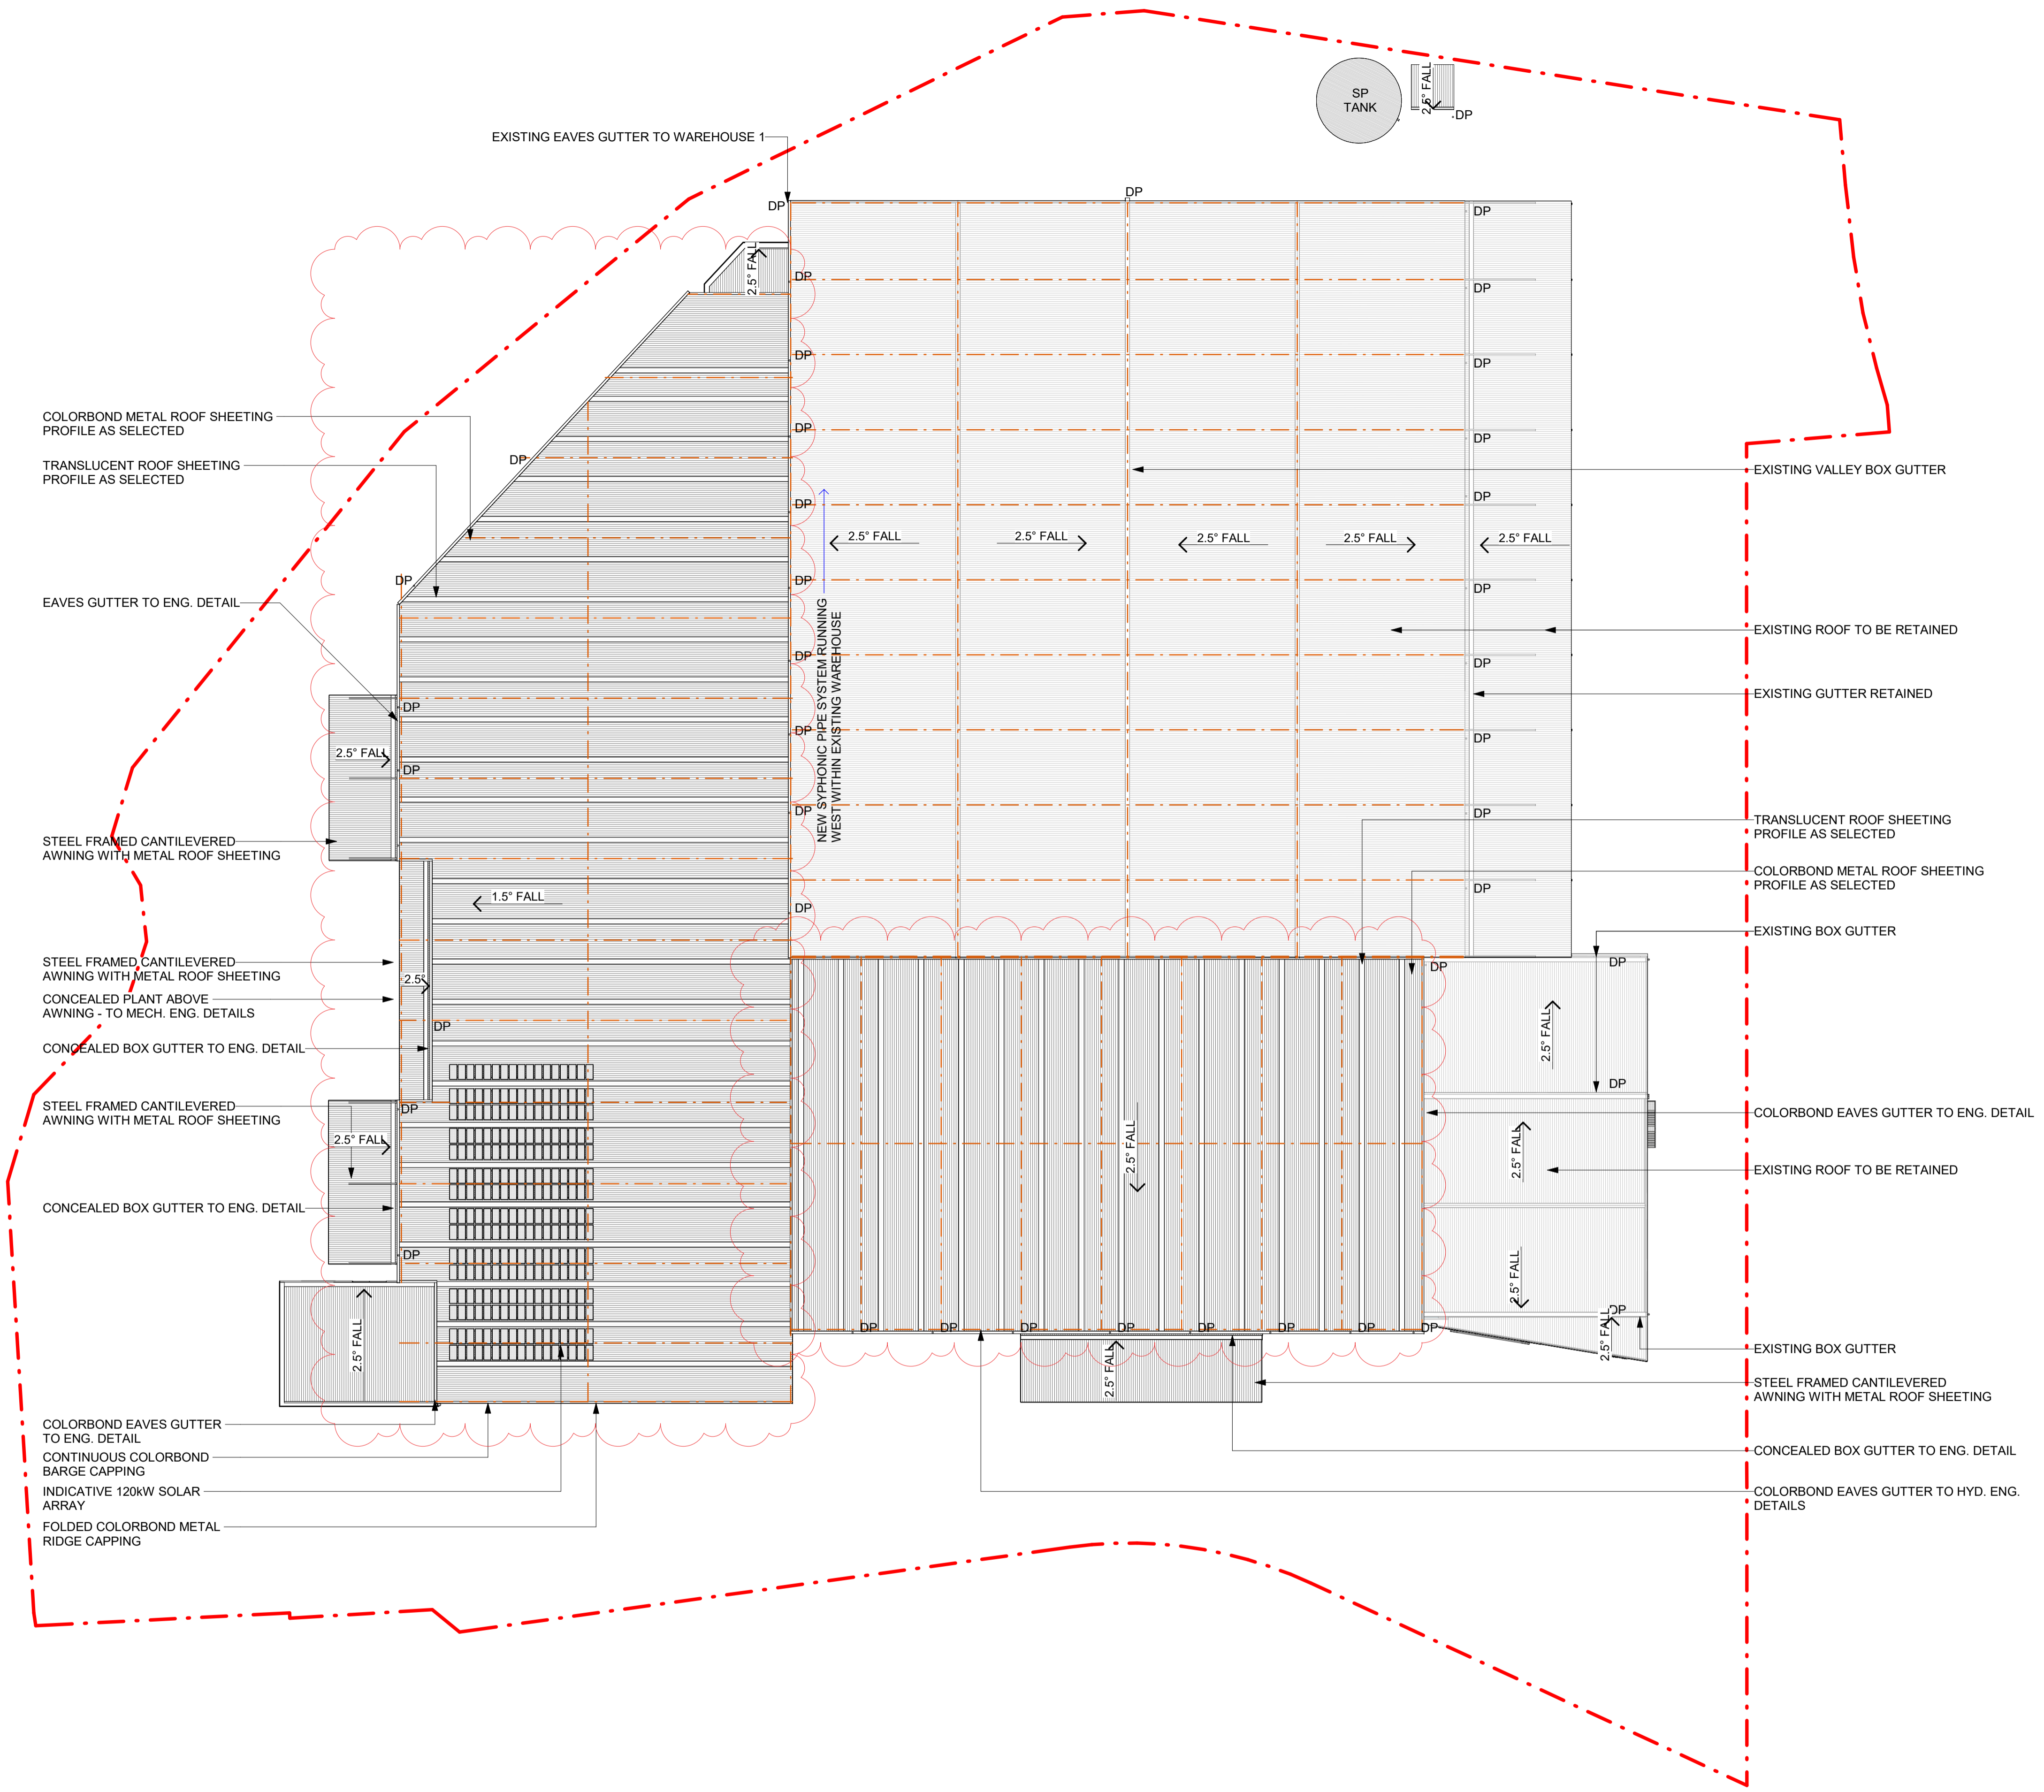 2.5° FALL
SP
TANK
DP
EXISTING EAVES GUTTER TO WAREHOUSE 1
DP
DP
DP
2.5° FALL
DP
DP
DP
DP
COLORBOND METAL ROOF SHEETING
PROFILE AS SELECTED
DP
DP
TRANSLUCENT ROOF SHEETING
PROFILE AS SELECTED
DP
EXISTING VALLEY BOX GUTTER
DP
DP
2.5° FALL
2.5° FALL
2.5° FALL
2.5° FALL
2.5° FALL
DP
DP
DP
EAVES GUTTER TO ENG. DETAIL
NEW SYPHONIC PIPE SYSTEM RUNNING
WEST WITHIN EXISTING WAREHOUSE
EXISTING ROOF TO BE RETAINED
DP
DP
EXISTING GUTTER RETAINED
DP
DP
DP
2.5° FALL
DP
DP
DP
TRANSLUCENT ROOF SHEETING
PROFILE AS SELECTED
STEEL FRAMED CANTILEVERED
AWNING WITH METAL ROOF SHEETING
COLORBOND METAL ROOF SHEETING
PROFILE AS SELECTED
1.5° FALL
DP
DP
EXISTING BOX GUTTER
STEEL FRAMED CANTILEVERED
AWNING WITH METAL ROOF SHEETING
DP
DP
2.5°
CONCEALED PLANT ABOVE
AWNING - TO MECH. ENG. DETAILS
DP
2.5° FALL
CONCEALED BOX GUTTER TO ENG. DETAIL
DP
STEEL FRAMED CANTILEVERED
AWNING WITH METAL ROOF SHEETING
DP
COLORBOND EAVES GUTTER TO ENG. DETAIL
2.5° FALL
2.5° FALL
2.5° FALL
EXISTING ROOF TO BE RETAINED
CONCEALED BOX GUTTER TO ENG. DETAIL
DP
2.5° FALL
DP
2.5° FALL
DP
DP
DP
DP
DP
DP
DP
DP
2.5° FALL
2.5° FALL
EXISTING BOX GUTTER
STEEL FRAMED CANTILEVERED
AWNING WITH METAL ROOF SHEETING
COLORBOND EAVES GUTTER
TO ENG. DETAIL
CONCEALED BOX GUTTER TO ENG. DETAIL
CONTINUOUS COLORBOND
BARGE CAPPING
INDICATIVE 120kW SOLAR
ARRAY
COLORBOND EAVES GUTTER TO HYD. ENG.
DETAILS
FOLDED COLORBOND METAL
RIDGE CAPPING